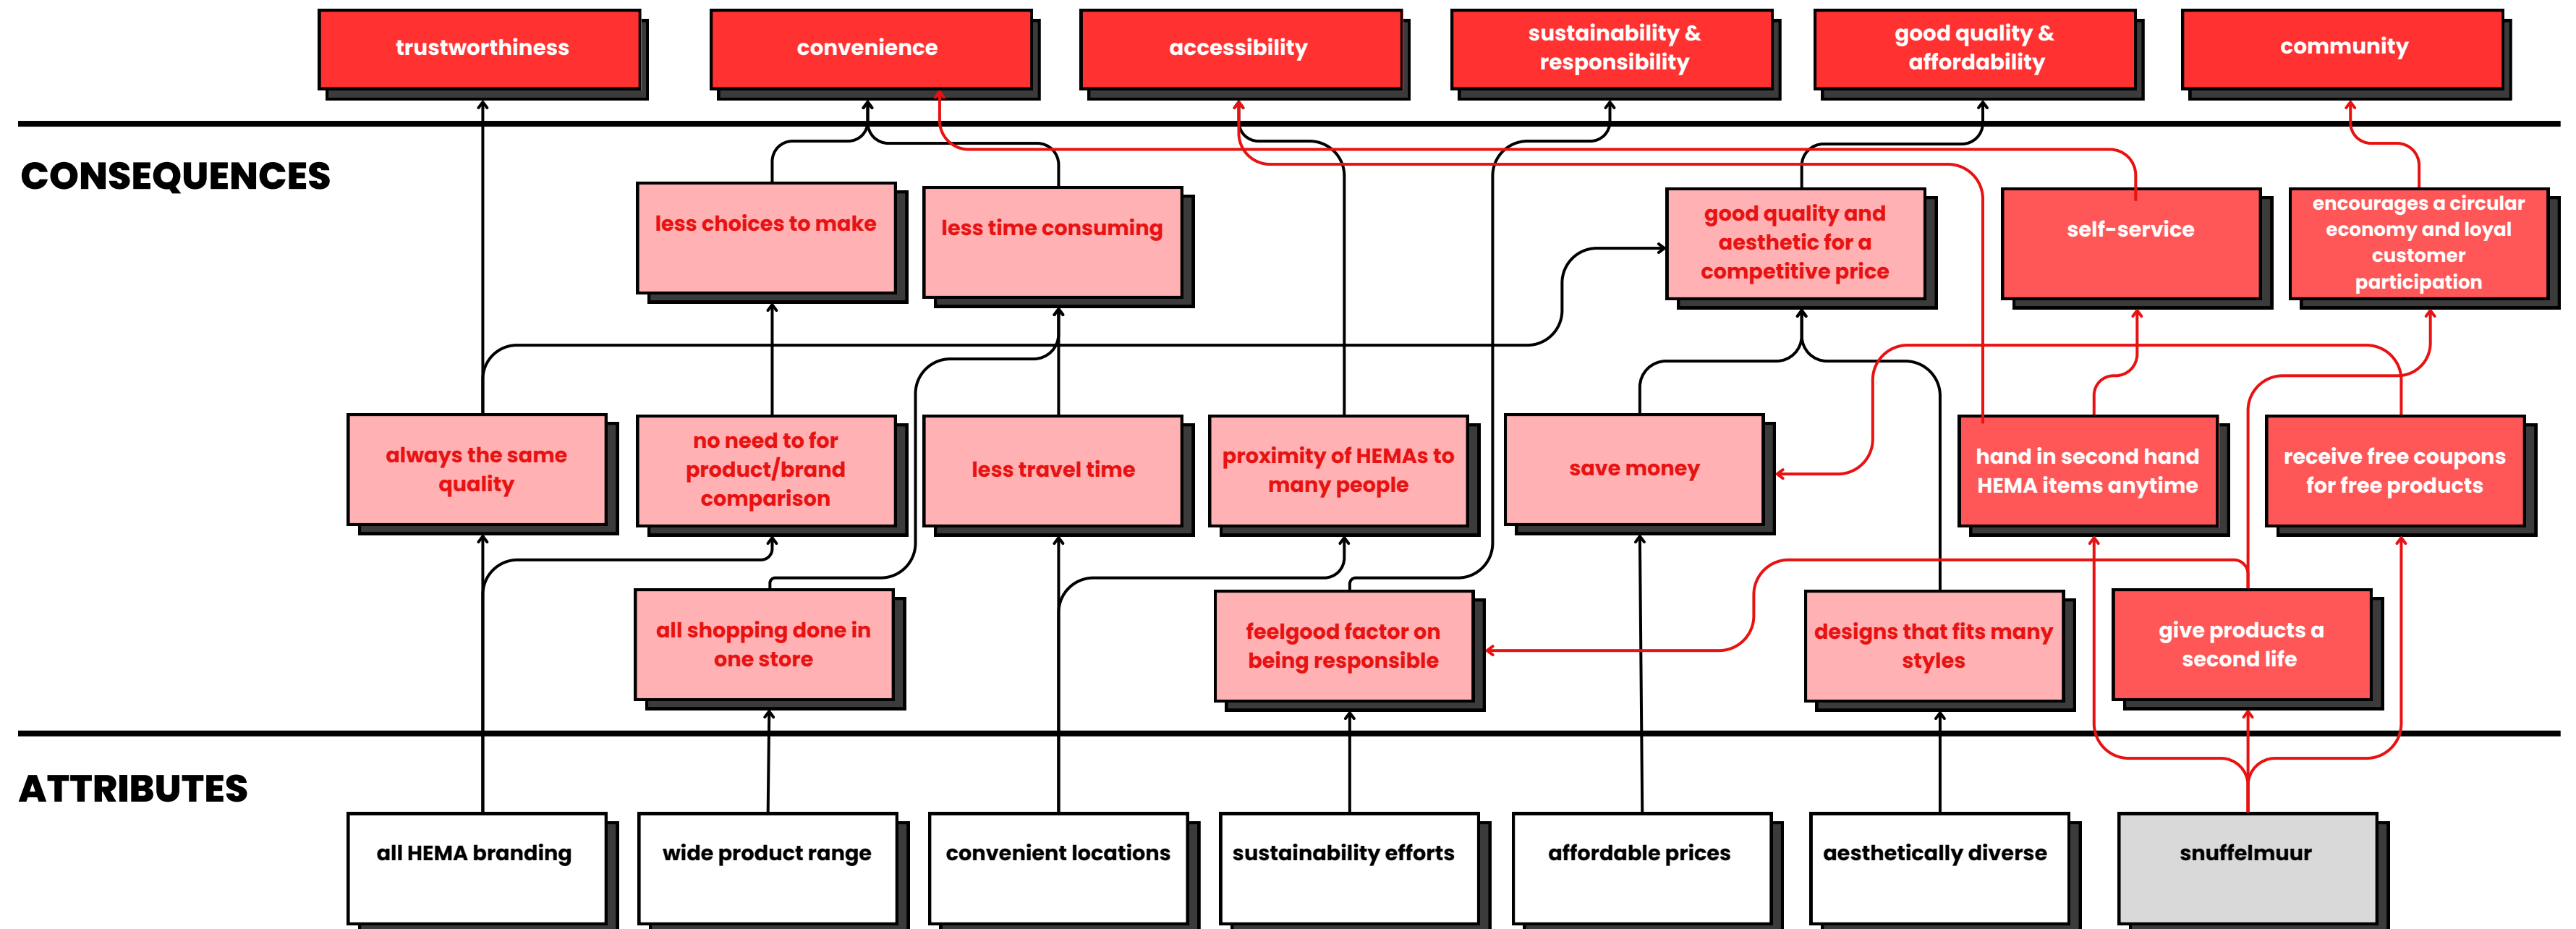 trustworthiness
convenience
accessibility
sustainability &
responsibility
good quality &
affordability
community
CONSEQUENCES
less choices to make
less time consuming
good quality and
aesthetic for a
competitive price
self-service
encourages a circular
economy and loyal
customer
participation
always the same
quality
no need to for
product/brand
comparison
less travel time
proximity of HEMAs to
many people
save money
hand in second hand
HEMA items anytime
receive free coupons
for free products
all shopping done in
one store
feelgood factor on
being responsible
designs that fits many
styles
give products a
second life
ATTRIBUTES
all HEMA branding
wide product range
convenient locations
sustainability efforts
affordable prices
aesthetically diverse
snuffelmuur